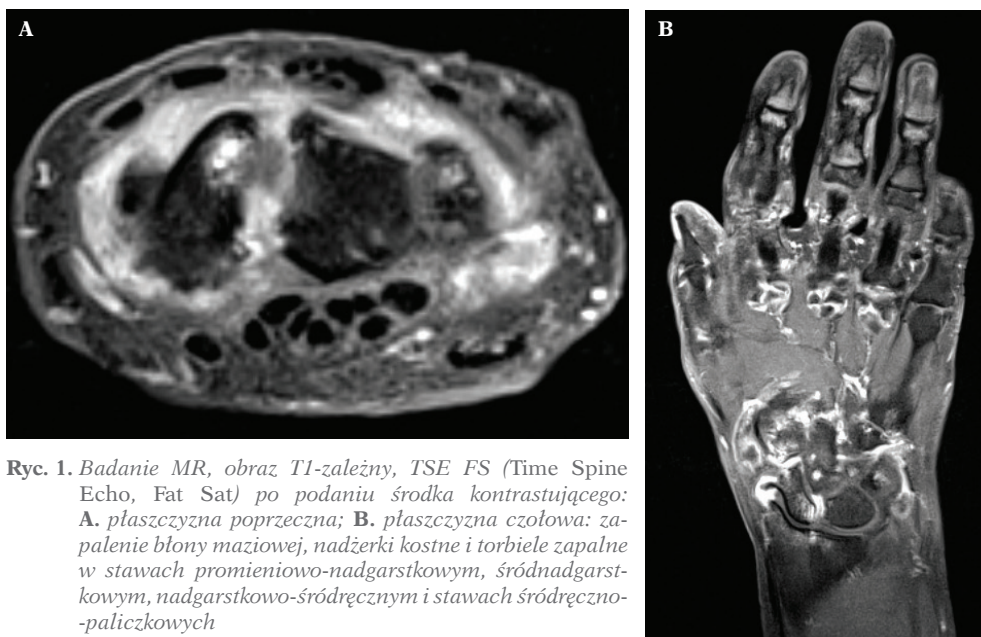 A
B
Ryc. 1. Badanie MR, obraz T1-zależny, TSE FS (Time Spine
Echo, Fat Sat) po podaniu środka kontrastującego:
A. płaszczyzna poprzeczna; B. płaszczyzna czołowa: za-
palenie błony maziowej, nadżerki kostne i torbiele zapalne
w stawach promieniowo-nadgarstkowym, śródnadgarst-
kowym, nadgarstkowo-śródręcznym i stawach śródręczno-
-paliczkowych